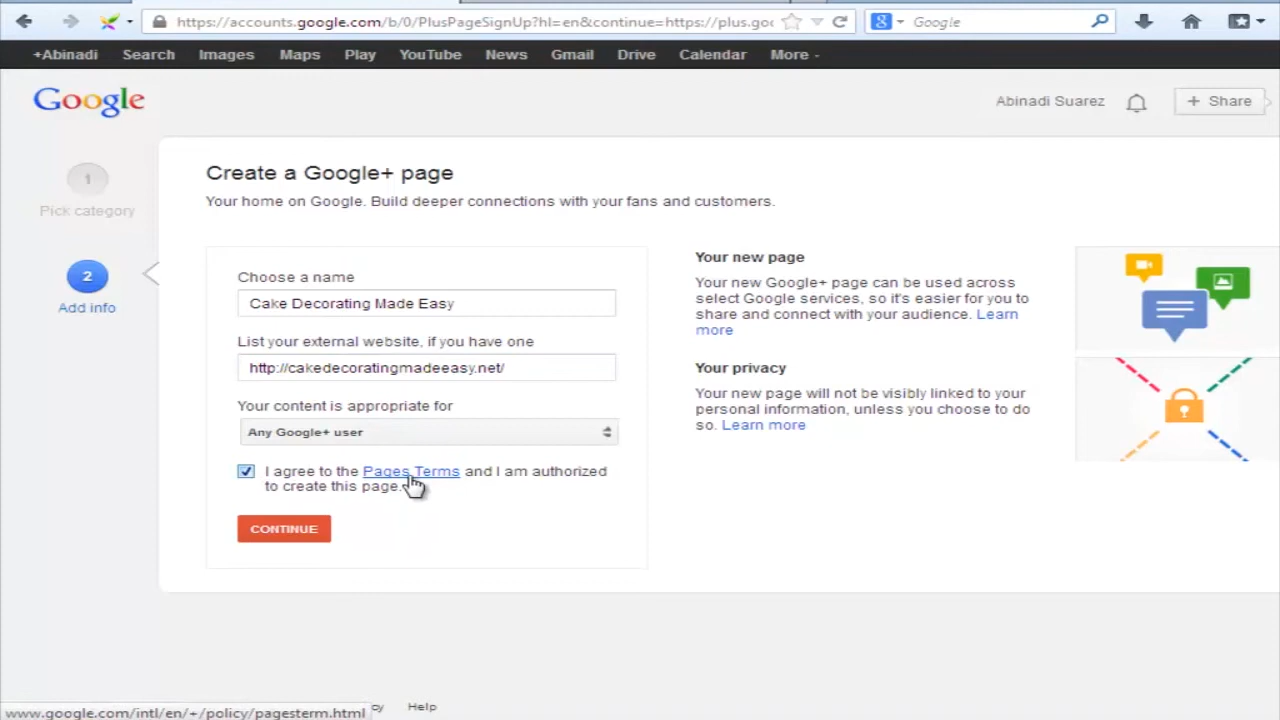 https://accounts.google.com/b/0/PlusPageSignUp?hl=en&continue=https://plus.goo
Google
+Abinadi Search Images Maps Play YouTube News Gmail Drive Calendar More
Google
Abinadi Suarez
+ Share
1
Pick category
2
Add info
Create a Google+ page
Your home on Google. Build deeper connections with your fans and customers.
Choose a name
Cake Decorating Made Easy
List your external website, if you have one
http://cakedecoratingmadeeasy.net/
Your content is appropriate for
Any Google+ user
I agree to the Pages Terms and I am authorized
to create this page.
CONTINUE
Your new page
Your new Google+ page can be used across
select Google services, so it's easier for you to
share and connect with your audience. Learn
more
Your privacy
Your new page will not be visibly linked to your
personal information, unless you choose to do
so. Learn more
www.google.com/intl/en/+/policy/pagesterm.html
Help